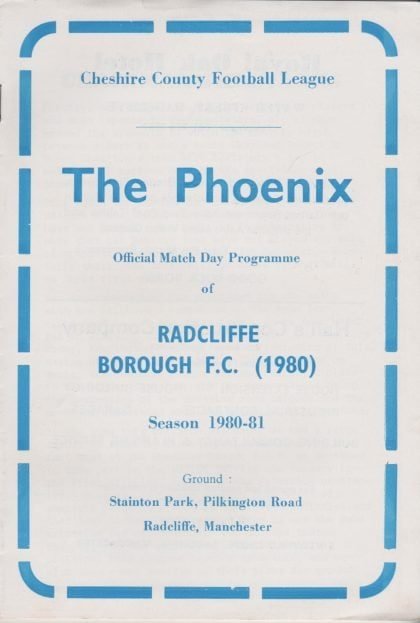 Cheshire County Football League
The Phoenix
Official Match Day Programme
of
RADCLIFFE
BOROUGH F.C. (1980)
Season 1980-81
Ground :
Stainton Park, Pilkington Road
Radcliffe, Manchester